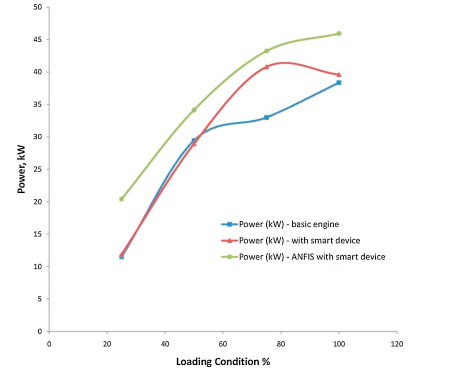 50
45
40
35
30
25
20
15
10
5
0
Power, kW
Power (kW) - basic engine
Power (kW) - with smart device
Power (kW) - ANFIS with smart device
0 20 40 60 80 100 120
Loading Condition %